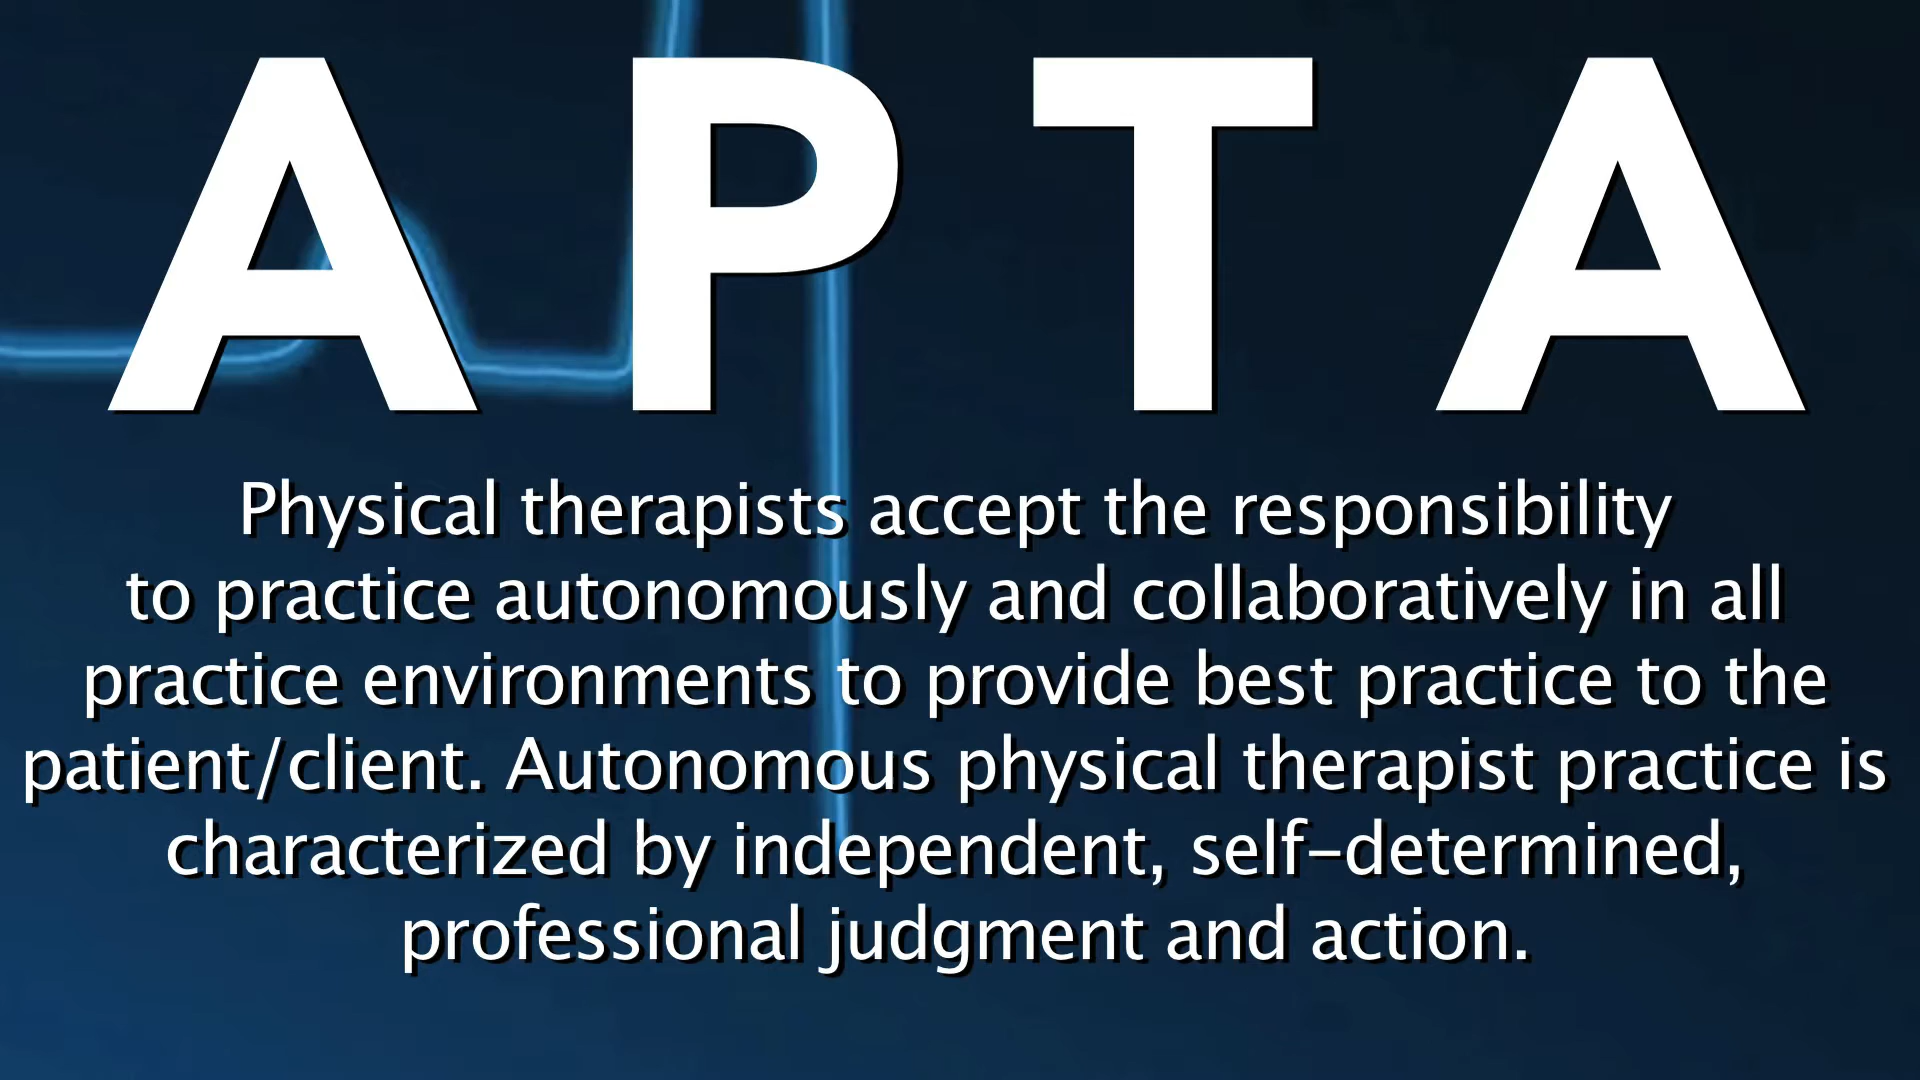 A P T A
Physical therapists accept the responsibility
to practice autonomously and collaboratively in all
practice environments to provide best practice to the
patient/client. Autonomous physical therapist practice is
characterized by independent, self-determined,
professional judgment and action.